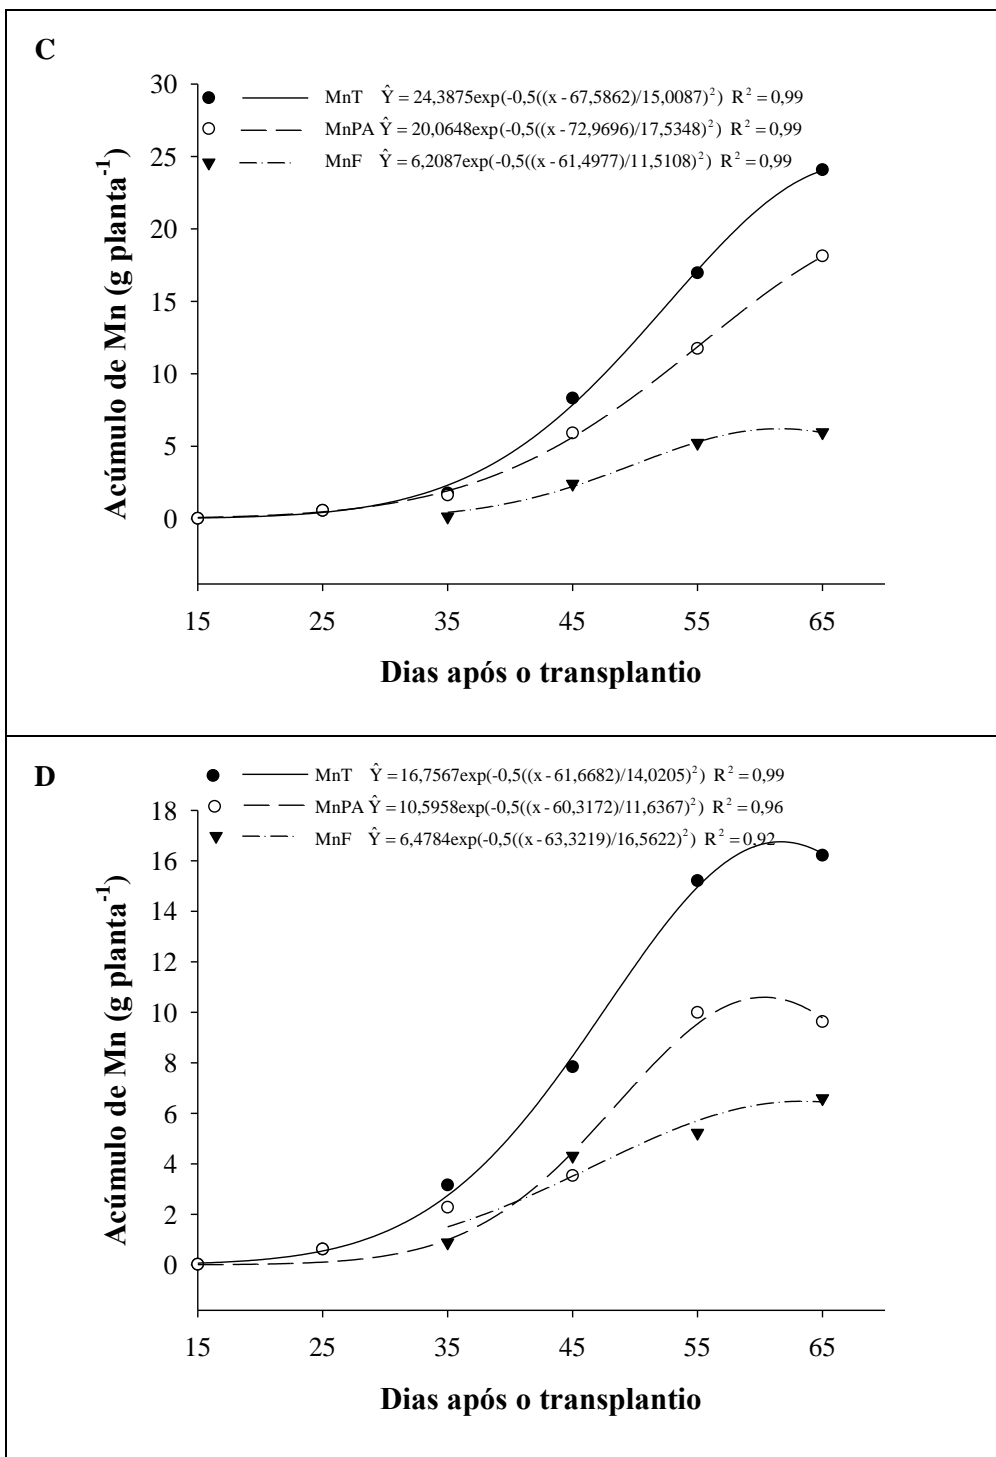 C
MnT Ŷ = 24,3875exp(-0,5((x - 67,5862)/15,0087)²) R² = 0,99
MnPA Ŷ = 20,0648exp(-0,5((x - 72,9696)/17,5348)²) R² = 0,99
MnF Ŷ = 6,2087exp(-0,5((x - 61,4977)/11,5108)²) R² = 0,99
Acúmulo de Mn (g planta⁻¹)
30
25
20
15
10
5
0
15 25 35 45 55 65
Dias após o transplantio
D
MnT Ŷ = 16,7567exp(-0,5((x - 61,6682)/14,0205)²) R² = 0,99
MnPA Ŷ = 10,5958exp(-0,5((x - 60,3172)/11,6367)²) R² = 0,96
MnF Ŷ = 6,4784exp(-0,5((x - 63,3219)/16,5622)²) R² = 0,92
Acúmulo de Mn (g planta⁻¹)
18
16
14
12
10
8
6
4
2
0
15 25 35 45 55 65
Dias após o transplantio